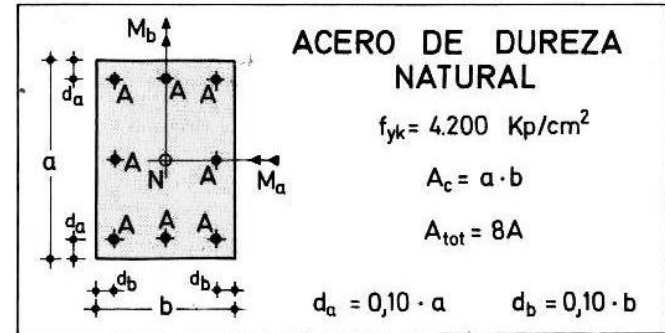 ACERO DE DUREZA
NATURAL
f_yk = 4.200 Kp/cm²
A_c = a · b
A_tot = 8A
d_a = 0,10 · a d_b = 0,10 · b
M_b
d_a
A A A
a
A N A
M_a
A A A
d_a
d_b d_b
b